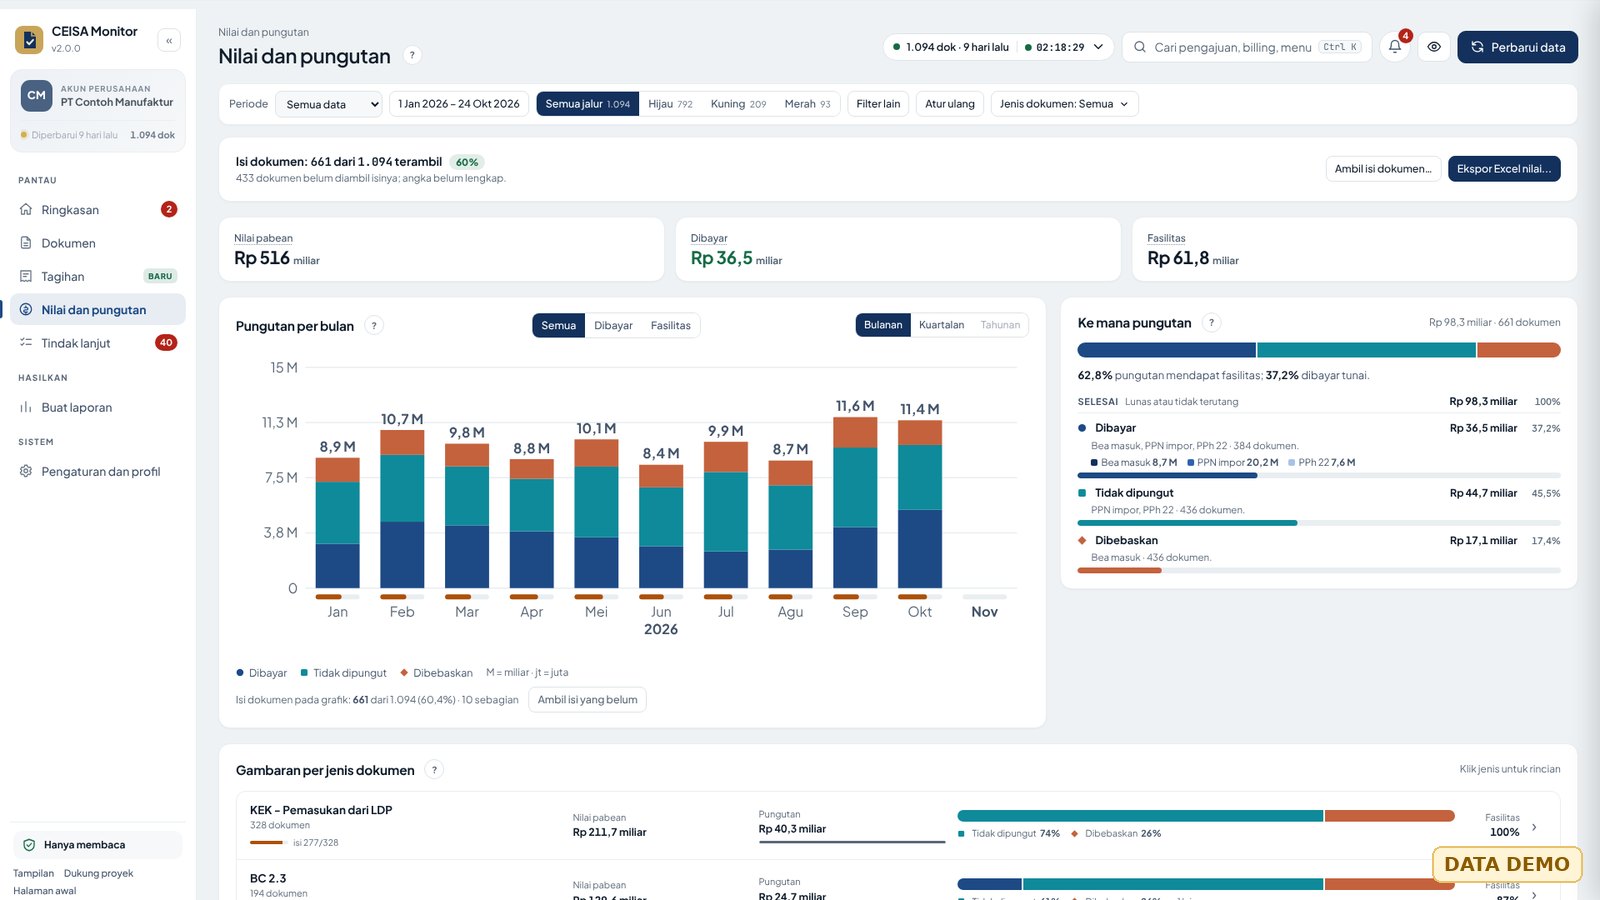 CEISA Monitor
v2.0.0
«
CM
AKUN PERUSAHAAN
PT Contoh Manufaktur
Diperbarui 9 hari lalu 1.094 dok
PANTAU
Ringkasan 2
Dokumen
Tagihan BARU
Nilai dan pungutan
Tindak lanjut 40
HASILKAN
Buat laporan
SISTEM
Pengaturan dan profil
Hanya membaca
Tampilan Dukung proyek
Halaman awal
Nilai dan pungutan
Nilai dan pungutan ?
1.094 dok · 9 hari lalu 02:18:29
Cari pengajuan, billing, menu Ctrl K
4
Perbarui data
Periode Semua data 1 Jan 2026 – 24 Okt 2026 Semua jalur 1.094 Hijau 792 Kuning 209 Merah 93 Filter lain Atur ulang Jenis dokumen: Semua
Isi dokumen: 661 dari 1.094 terambil 60%
433 dokumen belum diambil isinya; angka belum lengkap.
Ambil isi dokumen… Ekspor Excel nilai…
Nilai pabean
Rp 516 miliar
Dibayar
Rp 36,5 miliar
Fasilitas
Rp 61,8 miliar
Pungutan per bulan ? Semua Dibayar Fasilitas Bulanan Kuartalan Tahunan
15 M
11,3 M
7,5 M
3,8 M
0
8,9 M 10,7 M 9,8 M 8,8 M 10,1 M 8,4 M 9,9 M 8,7 M 11,6 M 11,4 M
Jan Feb Mar Apr Mei Jun Jul Agu Sep Okt Nov
2026
Dibayar Tidak dipungut Dibebaskan M = miliar · jt = juta
Isi dokumen pada grafik: 661 dari 1.094 (60,4%) · 10 sebagian Ambil isi yang belum
Ke mana pungutan ? Rp 98,3 miliar · 661 dokumen
62,8% pungutan mendapat fasilitas; 37,2% dibayar tunai.
SELESAI Lunas atau tidak terutang Rp 98,3 miliar 100%
Dibayar Rp 36,5 miliar 37,2%
Bea masuk, PPN impor, PPh 22 · 384 dokumen.
Bea masuk 8,7 M PPN impor 20,2 M PPh 22 7,6 M
Tidak dipungut Rp 44,7 miliar 45,5%
PPN impor, PPh 22 · 436 dokumen.
Dibebaskan Rp 17,1 miliar 17,4%
Bea masuk · 436 dokumen.
Gambaran per jenis dokumen ? Klik jenis untuk rincian
KEK – Pemasukan dari LDP
328 dokumen
isi 277/328
Nilai pabean
Rp 211,7 miliar
Pungutan
Rp 40,3 miliar
Tidak dipungut 74% Dibebaskan 26%
Fasilitas
100%
BC 2.3
194 dokumen
Nilai pabean
Rp 129,6 miliar
Pungutan
Rp 24,7 miliar
Fasilitas
87%
DATA DEMO